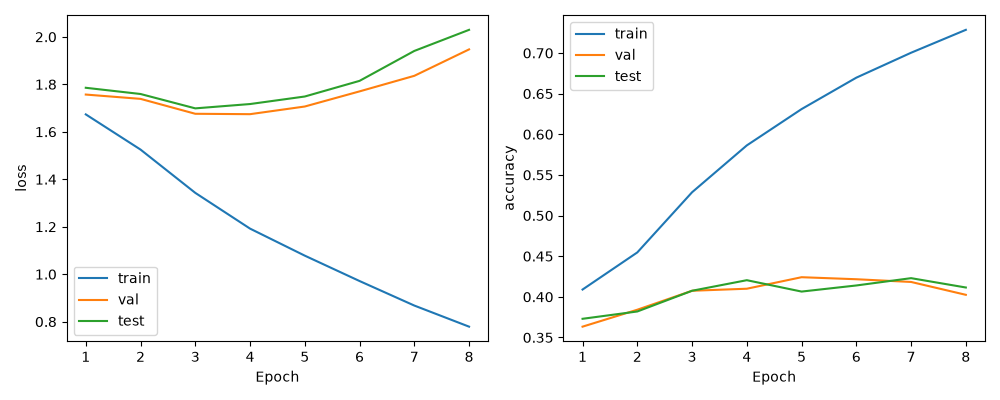 2.0
1.8
1.6
1.4
1.2
1.0
0.8
loss
train
val
test
1 2 3 4 5 6 7 8
Epoch
0.70
0.65
0.60
0.55
0.50
0.45
0.40
0.35
accuracy
train
val
test
1 2 3 4 5 6 7 8
Epoch